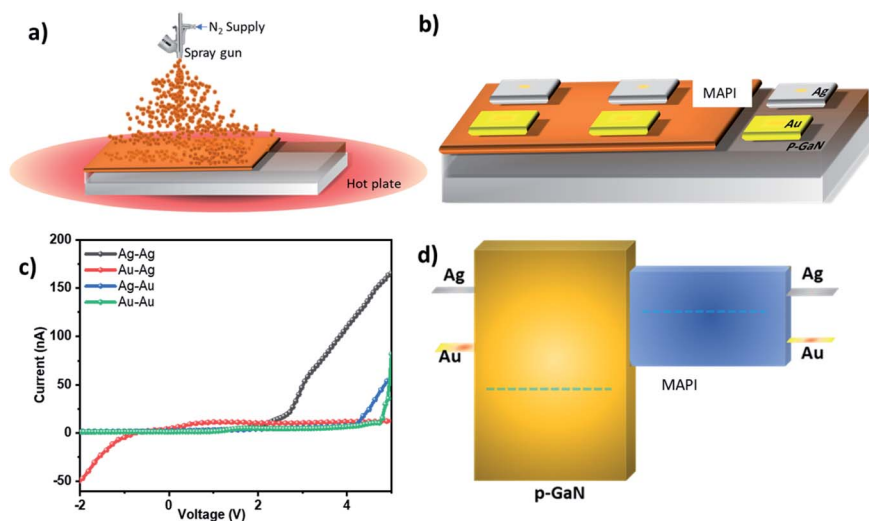 a)
N₂ Supply
Spray gun
Hot plate
b)
MAPI
Ag
Au
P-GaN
c)
200
150
100
50
0
-50
Current (nA)
Ag-Ag
Au-Ag
Ag-Au
Au-Au
-2
0
2
4
Voltage (V)
d)
Ag
Au
Ag
Au
MAPI
p-GaN